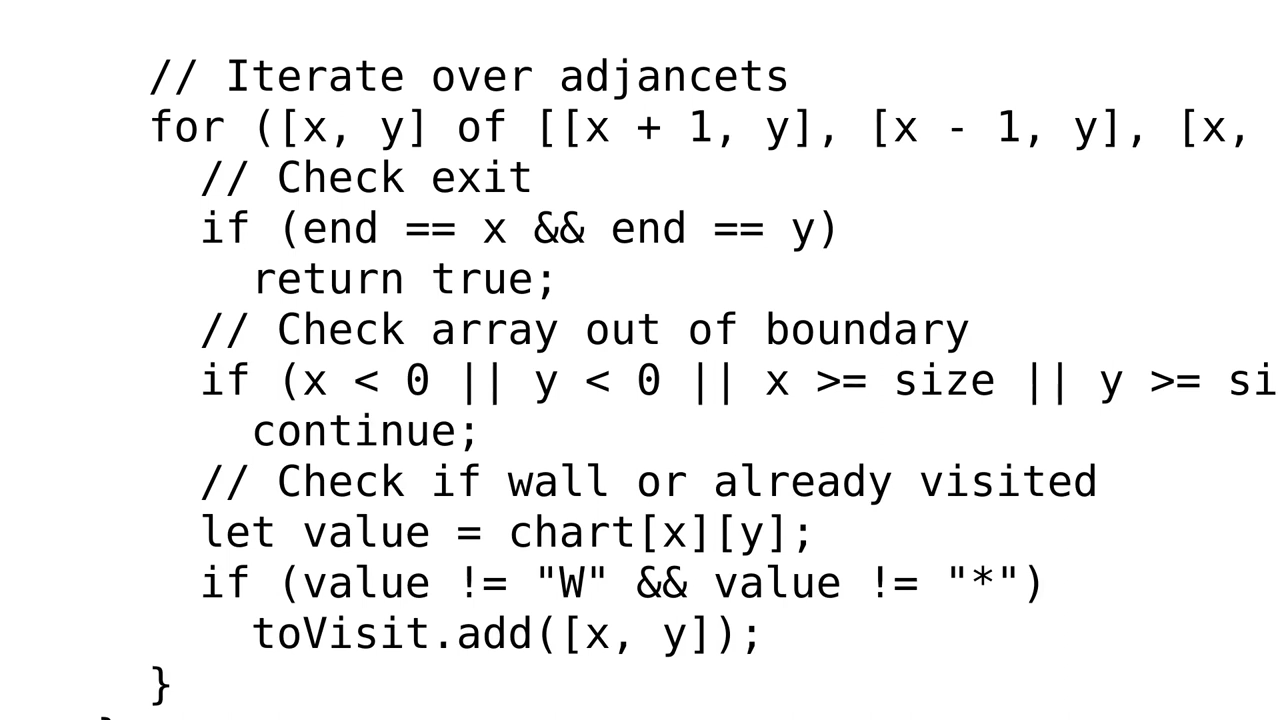 // Iterate over adjancets
for ([x, y] of [[x + 1, y], [x - 1, y], [x,
// Check exit
if (end == x && end == y)
return true;
// Check array out of boundary
if (x < 0 || y < 0 || x >= size || y >= si
continue;
// Check if wall or already visited
let value = chart[x][y];
if (value != "W" && value != "*")
toVisit.add([x, y]);
}